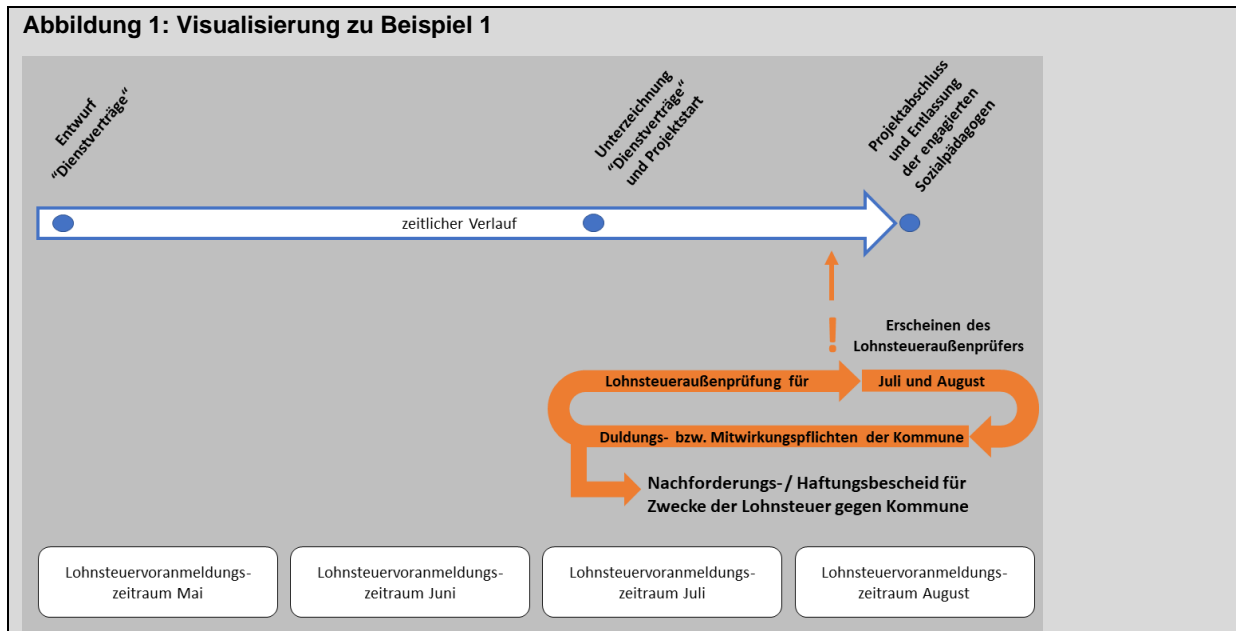 Abbildung 1: Visualisierung zu Beispiel 1
Entwurf
"Dienstverträge“
Unterzeichnung
"Dienstverträge“
und Projektstart
Projektabschluss
und Entlassung
der engagierten
Sozialpädagogen
zeitlicher Verlauf
!
Erscheinen des
Lohnsteueraußenprüfers
Lohnsteueraußenprüfung für
Juli und August
Duldungs- bzw. Mitwirkungspflichten der Kommune
Nachforderungs- / Haftungsbescheid für
Zwecke der Lohnsteuer gegen Kommune
Lohnsteuervoranmeldungs-
zeitraum Mai
Lohnsteuervoranmeldungs-
zeitraum Juni
Lohnsteuervoranmeldungs-
zeitraum Juli
Lohnsteuervoranmeldungs-
zeitraum August